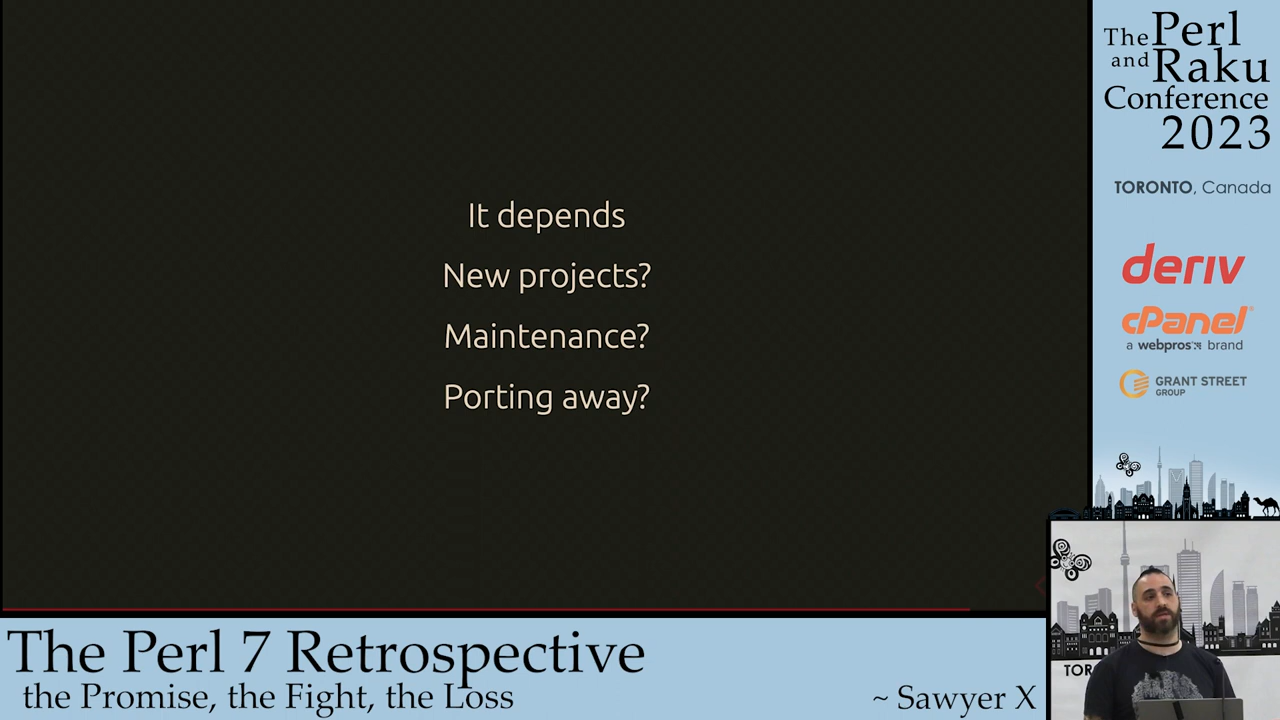 It depends
New projects?
Maintenance?
Porting away?
The Perl
and Raku
Conference
2023
TORONTO, Canada
deriv
cPanel®
a webpros brand
GRANT STREET
GROUP
TOR
The Perl 7 Retrospective
the Promise, the Fight, the Loss
~ Sawyer X